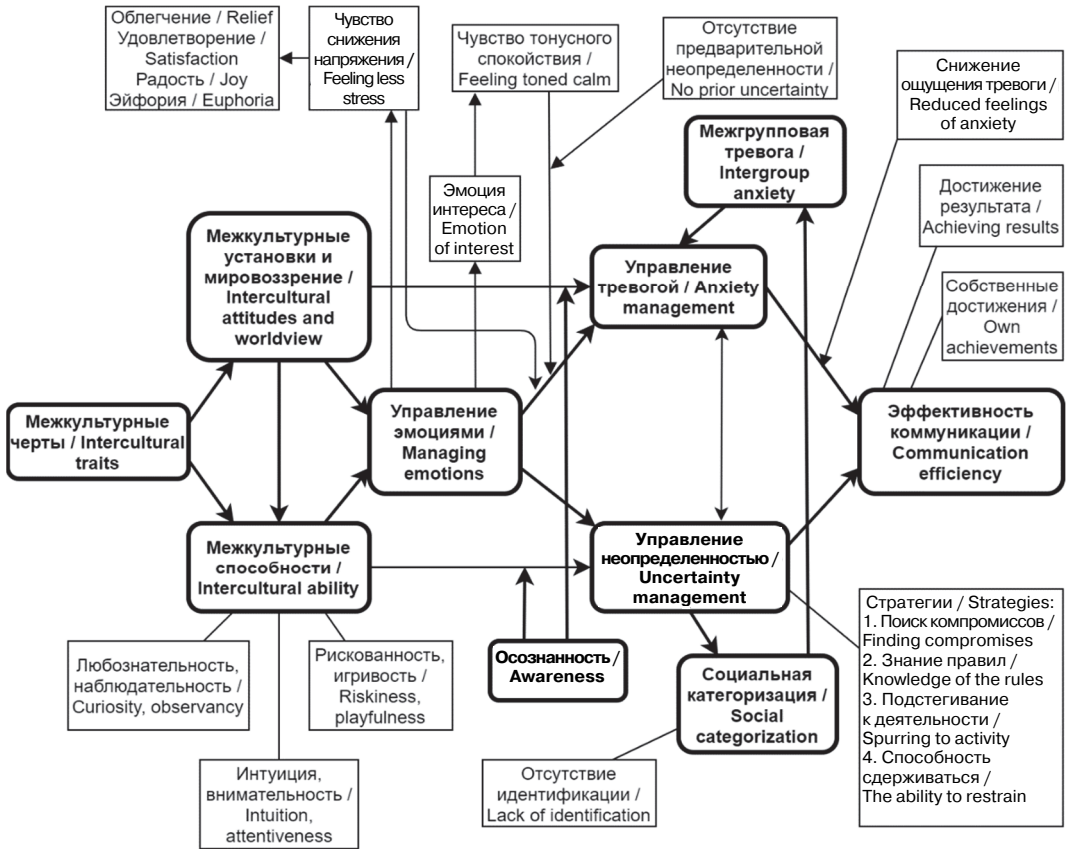 Облегчение / Relief
Удовлетворение /
Satisfaction
Радость / Joy
Эйфория / Euphoria
Чувство
снижения
напряжения /
Feeling less
stress
Чувство тонусного
спокойствия /
Feeling toned calm
Отсутствие
предварительной
неопределенности /
No prior uncertainty
Снижение
ощущения тревоги /
Reduced feelings
of anxiety
Межгрупповая
тревога /
Intergroup
anxiety
Эмоция
интереса /
Emotion
of interest
Достижение
результата /
Achieving results
Межкультурные
установки и
мировоззрение /
Intercultural
attitudes and
worldview
Управление
тревогой / Anxiety
management
Собственные
достижения /
Own
achievements
Межкультурные
черты / Intercultural
traits
Управление
эмоциями /
Managing
emotions
Эффективность
коммуникации /
Communication
efficiency
Межкультурные
способности /
Intercultural ability
Управление
неопределенностью /
Uncertainty
management
Стратегии / Strategies:
1. Поиск компромиссов /
Finding compromises
2. Знание правил /
Knowledge of the rules
3. Подстегивание
к деятельности /
Spurring to activity
4. Способность
сдерживаться /
The ability to restrain
Любознательность,
наблюдательность /
Curiosity, observancy
Рискованность,
игривость /
Riskiness,
playfulness
Осознанность /
Awareness
Социальная
категоризация /
Social
categorization
Интуиция,
внимательность /
Intuition,
attentiveness
Отсутствие
идентификации /
Lack of identification